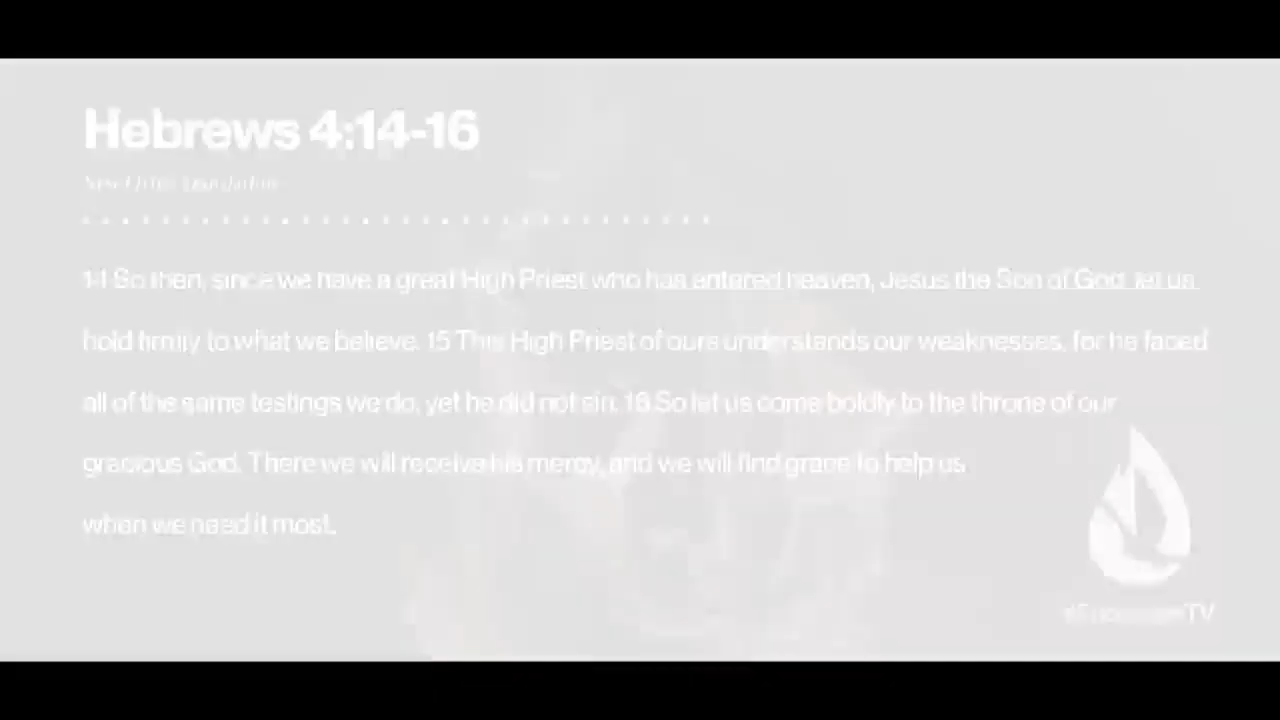 Hebrews 4:14-16
New Living Translation
14 So then, since we have a great High Priest who has entered heaven, Jesus the Son of God, let us
hold firmly to what we believe. 15 This High Priest of ours understands our weaknesses, for he faced
all of the same testings we do, yet he did not sin. 16 So let us come boldly to the throne of our
gracious God. There we will receive his mercy, and we will find grace to help us
when we need it most.